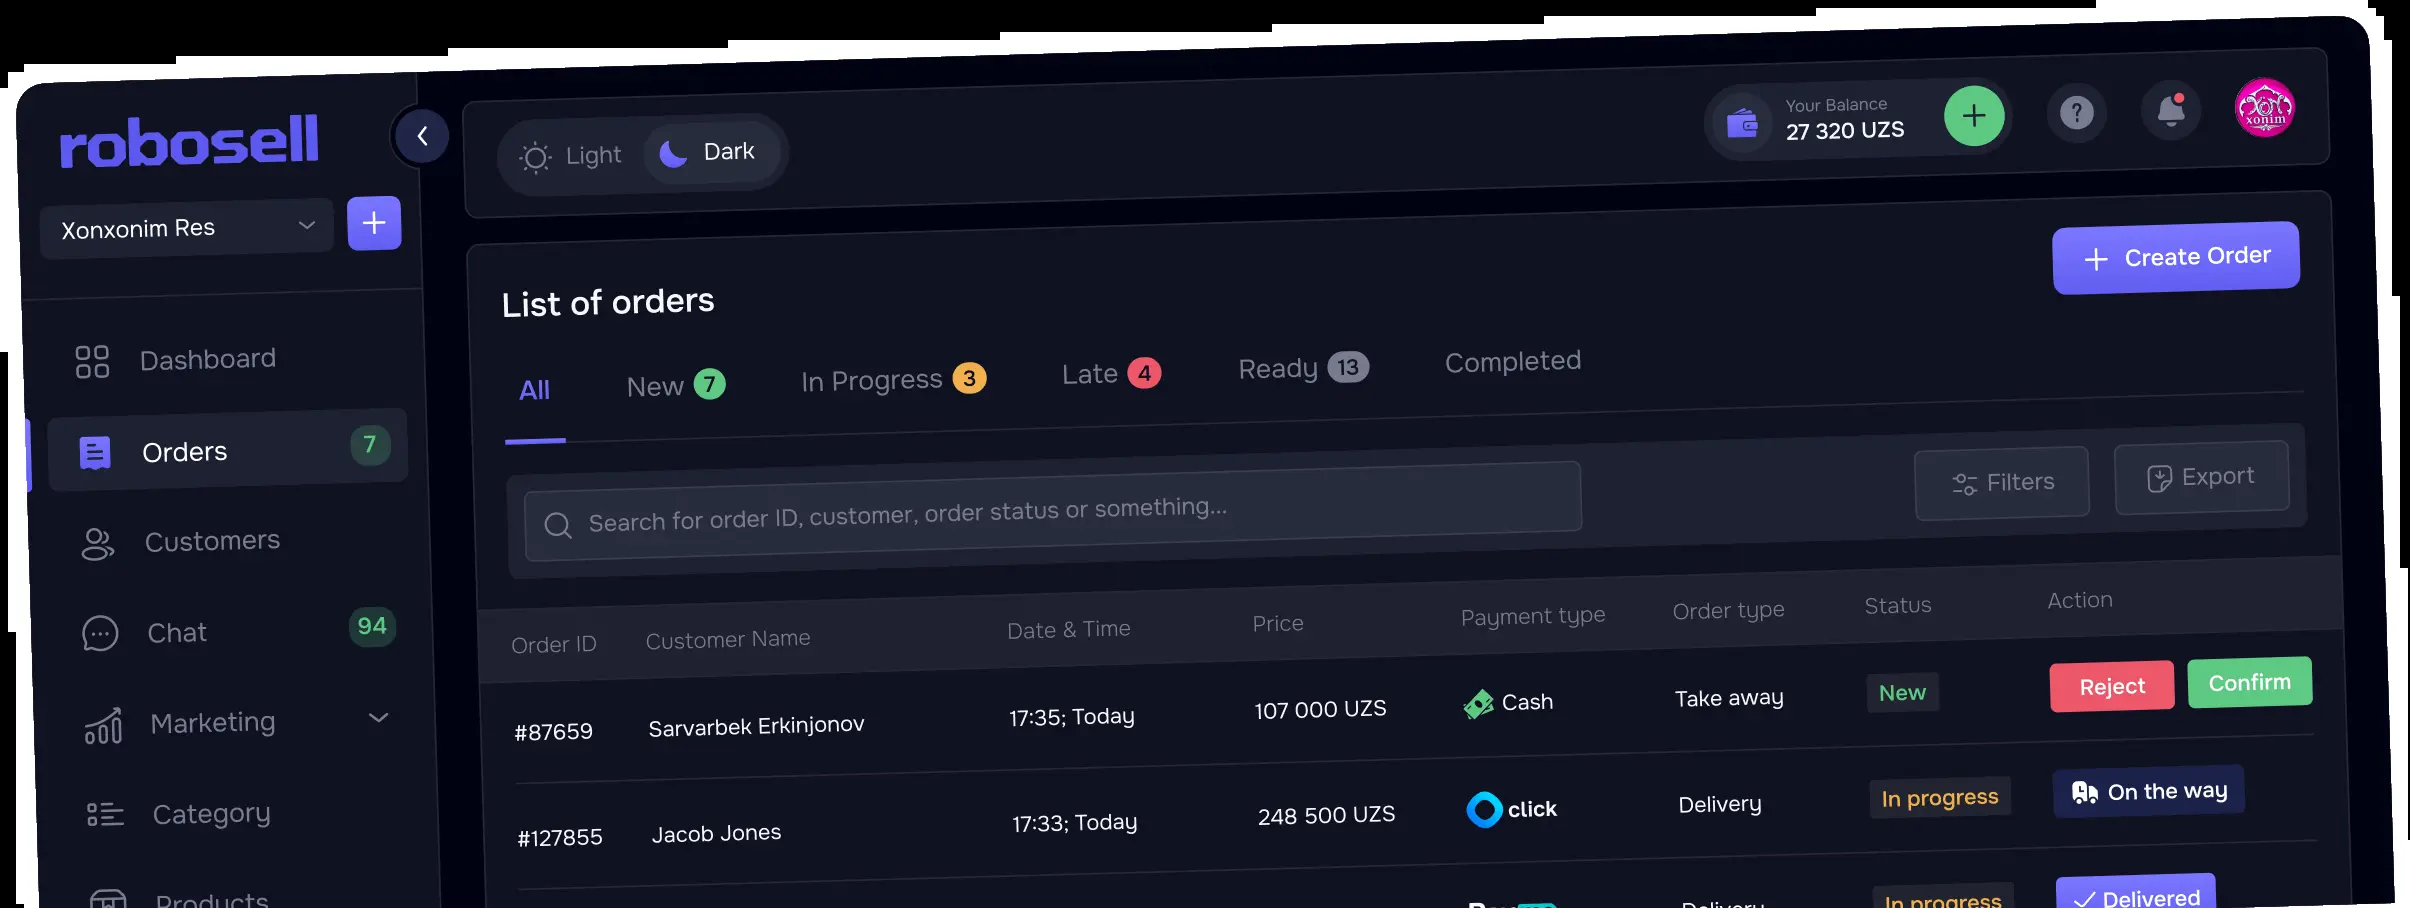 robosell
Xonxonim Res
Dashboard
Orders 7
Customers
Chat 94
Marketing
Category
Products
Light Dark
Your Balance
27 320 UZS
xonim
List of orders
Create Order
All New 7 In Progress 3 Late 4 Ready 13 Completed
Search for order ID, customer, order status or something...
Filters Export
Order ID Customer Name Date & Time Price Payment type Order type Status Action
#87659 Sarvarbek Erkinjonov 17:35; Today 107 000 UZS Cash Take away New Reject Confirm
#127855 Jacob Jones 17:33; Today 248 500 UZS click Delivery In progress On the way
Delivery In progress Delivered